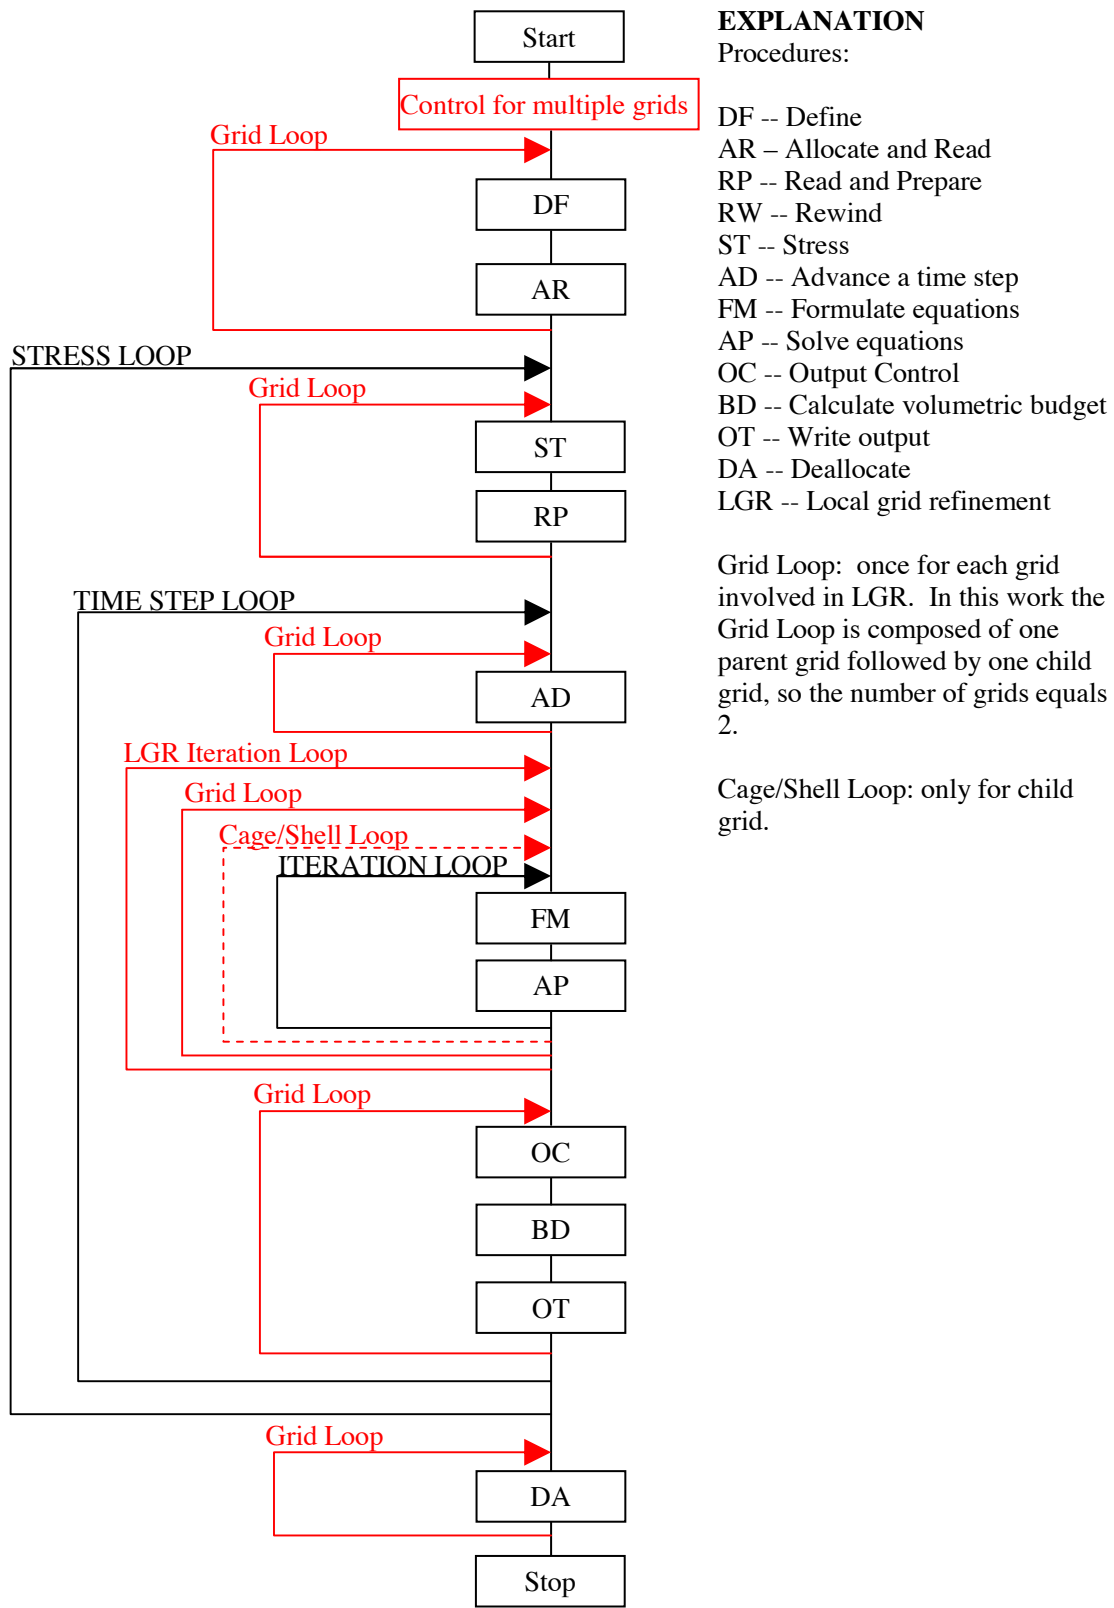 Start
Control for multiple grids
Grid Loop
DF
AR
STRESS LOOP
Grid Loop
ST
RP
TIME STEP LOOP
Grid Loop
AD
LGR Iteration Loop
Grid Loop
Cage/Shell Loop
ITERATION LOOP
FM
AP
Grid Loop
OC
BD
OT
Grid Loop
DA
Stop
EXPLANATION
Procedures:
DF -- Define
AR – Allocate and Read
RP -- Read and Prepare
RW -- Rewind
ST -- Stress
AD -- Advance a time step
FM -- Formulate equations
AP -- Solve equations
OC -- Output Control
BD -- Calculate volumetric budget
OT -- Write output
DA -- Deallocate
LGR -- Local grid refinement
Grid Loop:  once for each grid
involved in LGR.  In this work the
Grid Loop is composed of one
parent grid followed by one child
grid, so the number of grids equals
2.
Cage/Shell Loop: only for child
grid.